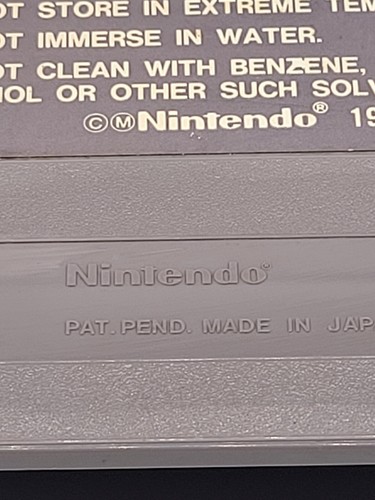 OT STORE IN EXTREME TEM
OT IMMERSE IN WATER.
OT CLEAN WITH BENZENE,
HOL OR OTHER SUCH SOLV
©Ⓜ Nintendo® 19
Nintendo®
PAT. PEND. MADE IN JAP